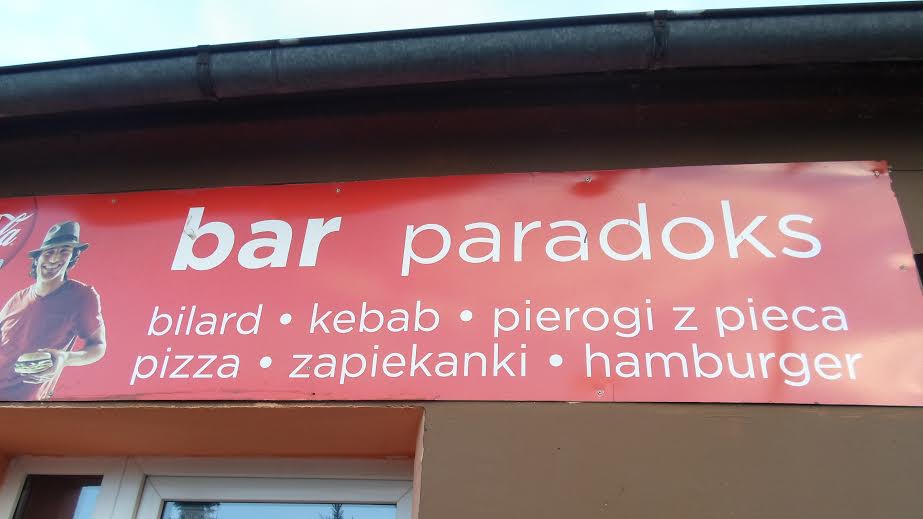 bar paradoks
bilard • kebab • pierogi z pieca
pizza • zapiekanki • hamburger